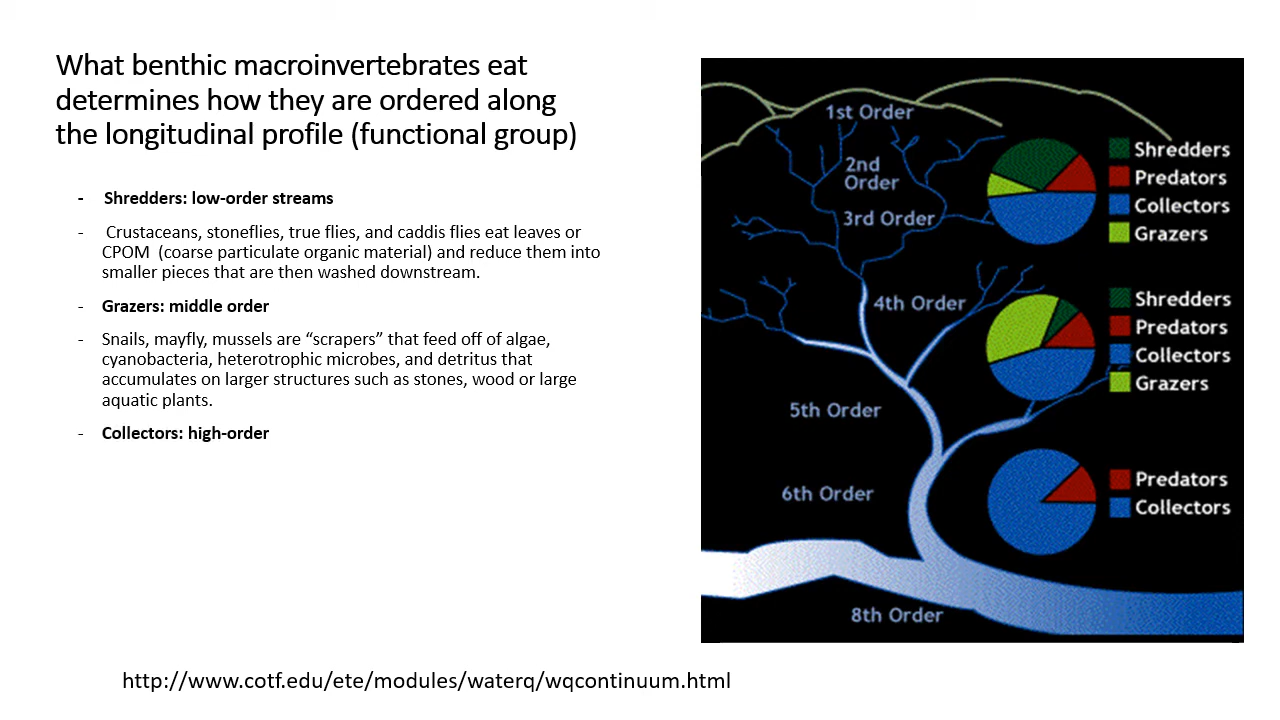 What benthic macroinvertebrates eat
determines how they are ordered along
the longitudinal profile (functional group)
- Shredders: low-order streams
- Crustaceans, stoneflies, true flies, and caddis flies eat leaves or
CPOM (coarse particulate organic material) and reduce them into
smaller pieces that are then washed downstream.
- Grazers: middle order
- Snails, mayfly, mussels are “scrapers” that feed off of algae,
cyanobacteria, heterotrophic microbes, and detritus that
accumulates on larger structures such as stones, wood or large
aquatic plants.
- Collectors: high-order
1st Order
2nd
Order
3rd Order
4th Order
5th Order
6th Order
8th Order
Shredders
Predators
Collectors
Grazers
Shredders
Predators
Collectors
Grazers
Predators
Collectors
http://www.cotf.edu/ete/modules/waterq/wqcontinuum.html